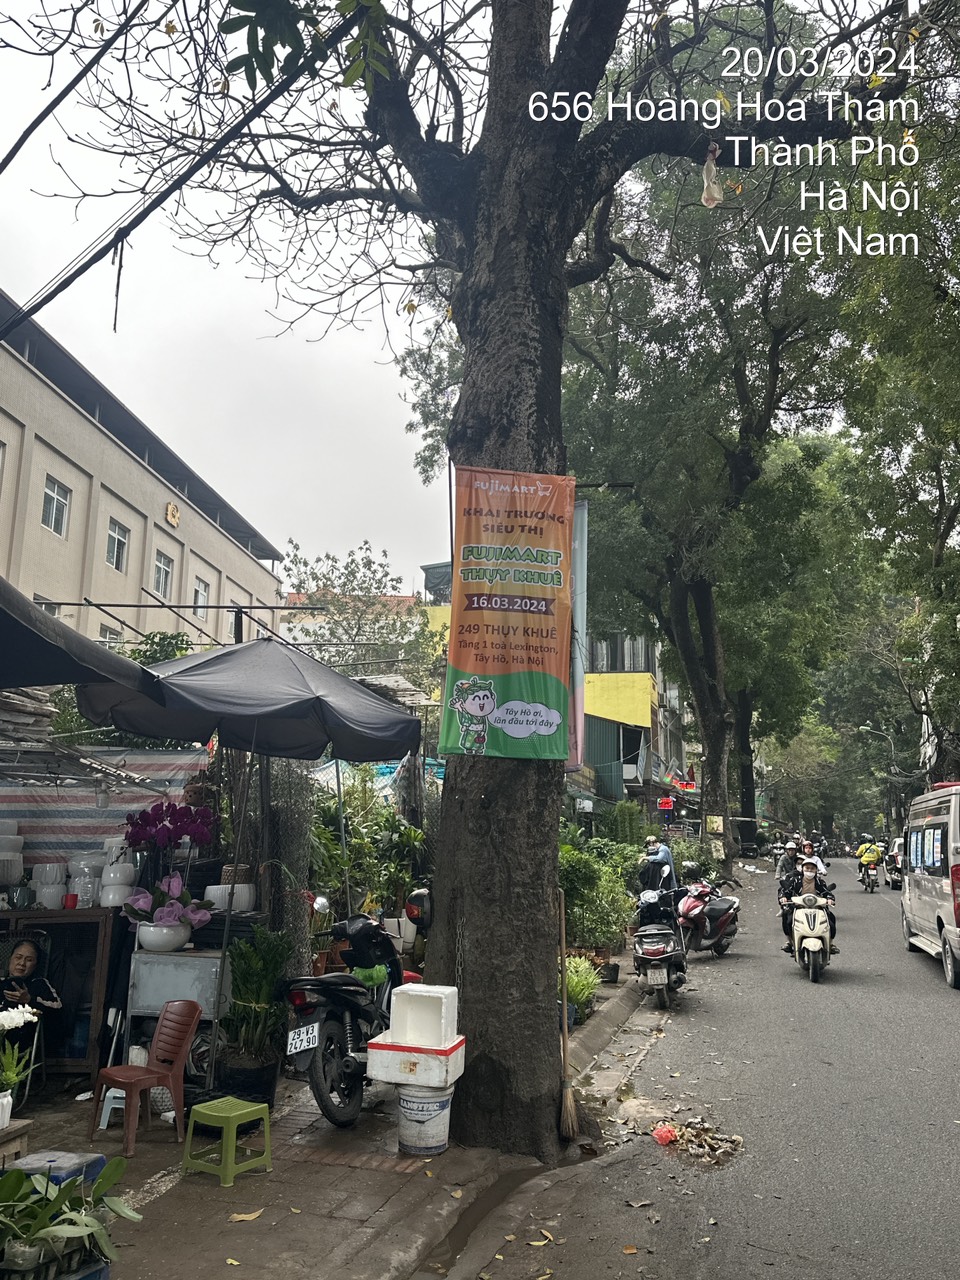 20/03/2024
656 Hoàng Hoa Thám
Thành Phố
Hà Nội
Việt Nam
FUJIMART
KHAI TRƯƠNG
SIÊU THỊ
FUJIMART
THỤY KHUÊ
16.03.2024
249 THỤY KHUÊ
Tầng 1 toà Lexington,
Tây Hồ, Hà Nội
Tây Hồ ơi,
lần đầu tới đây
29-V3
247.90